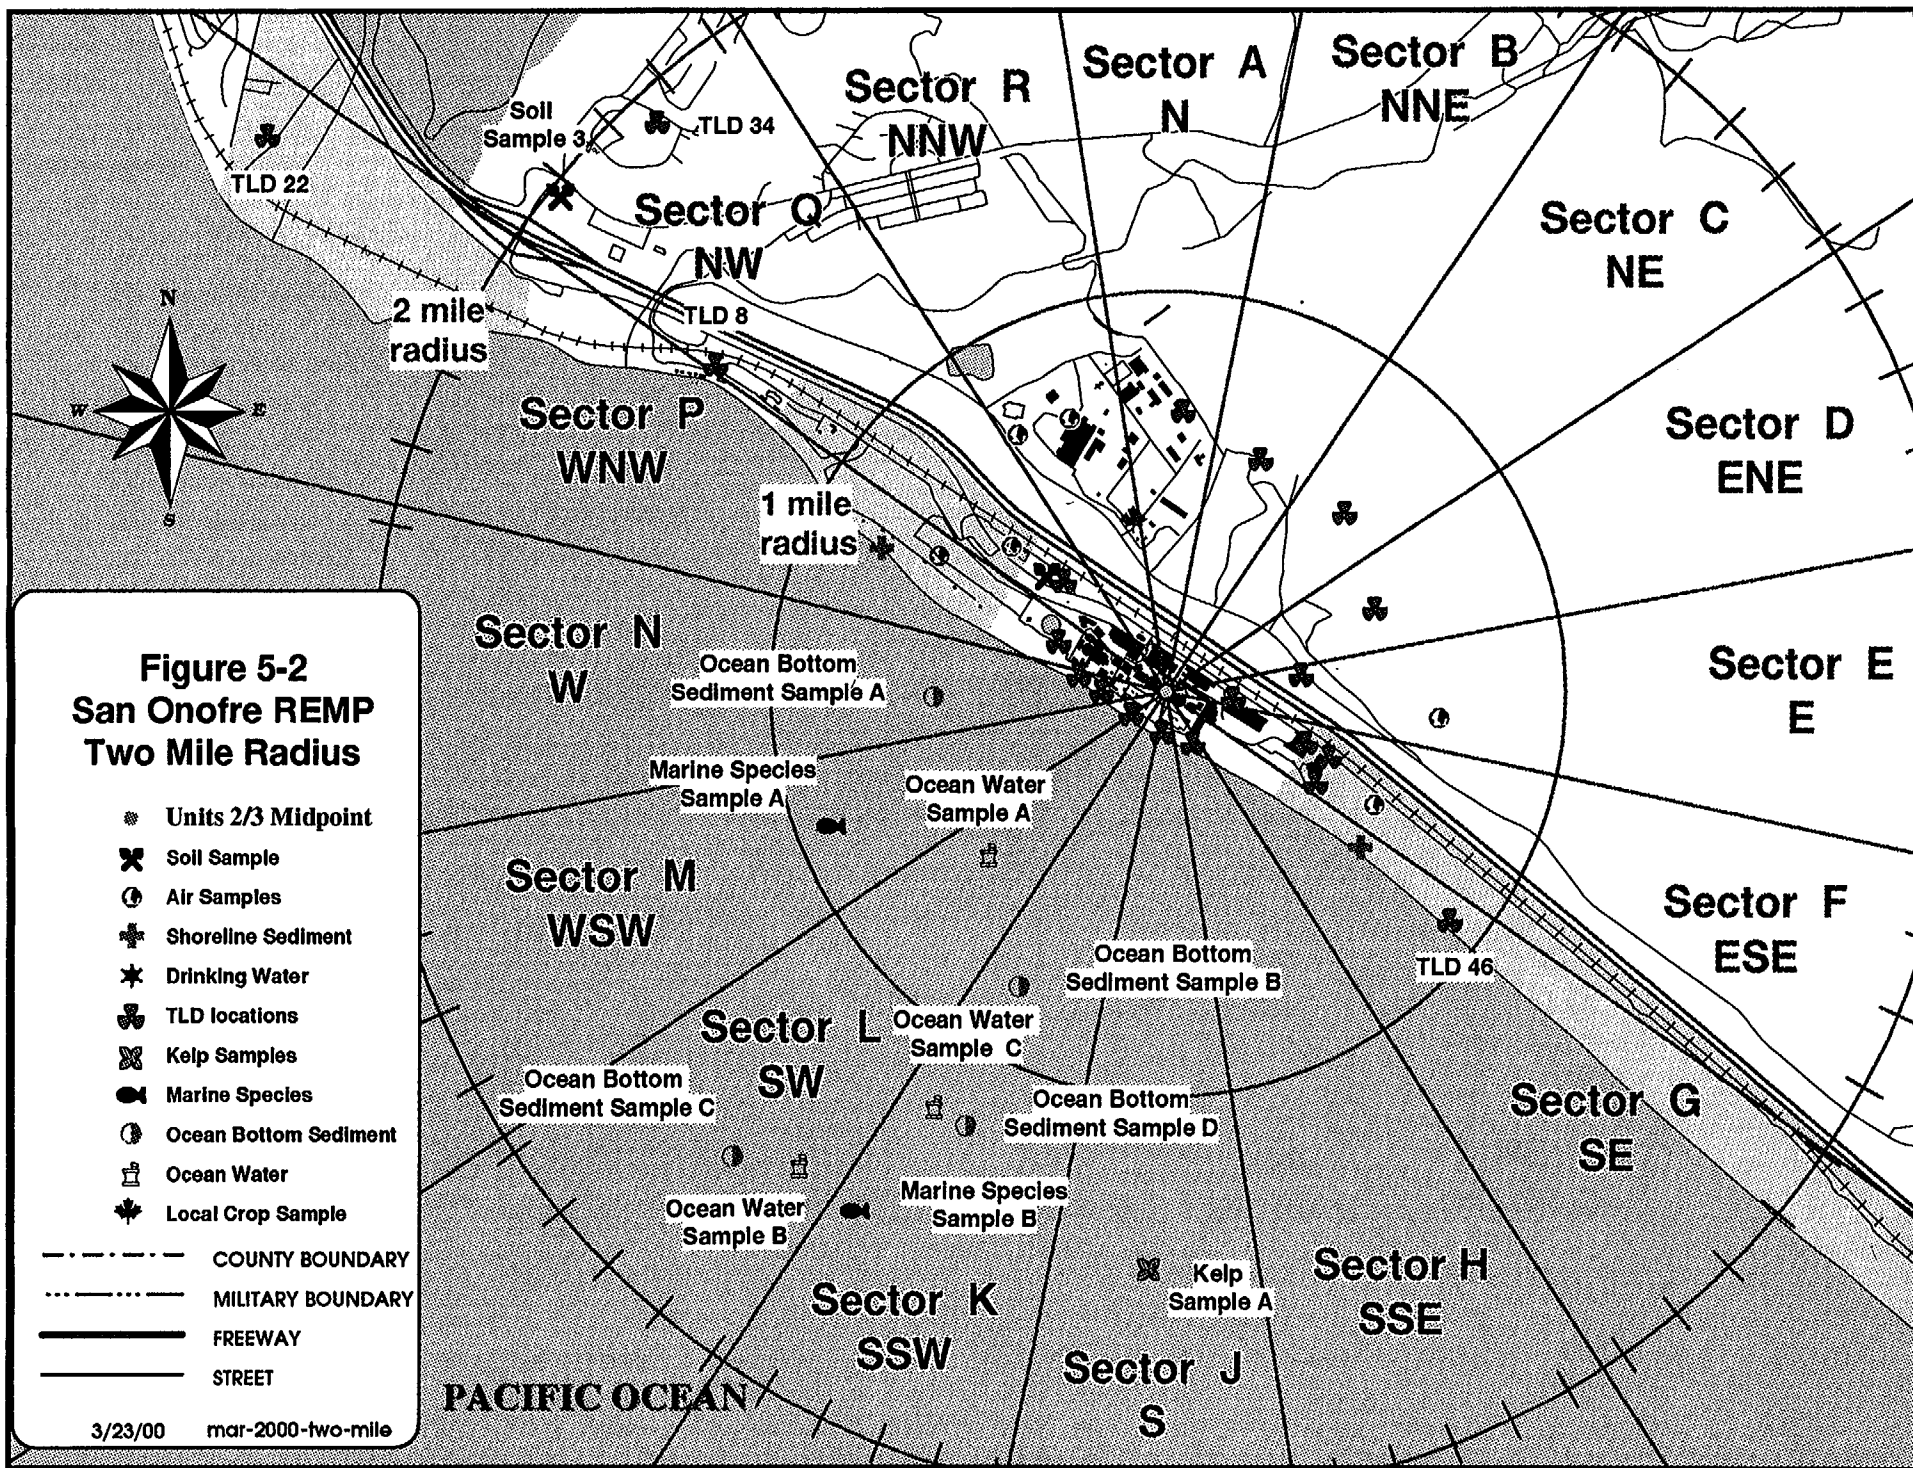 Sector A
N
Sector B
NNE
Sector R
NNW
Soil
Sample 3
TLD 34
TLD 22
Sector Q
NW
Sector C
NE
N
W
E
S
2 mile
radius
TLD 8
Sector P
WNW
Sector D
ENE
1 mile
radius
Sector N
W
Sector E
E
Ocean Bottom
Sediment Sample A
Marine Species
Sample A
Ocean Water
Sample A
Sector M
WSW
Sector F
ESE
Ocean Bottom
Sediment Sample B
TLD 46
Sector L
SW
Ocean Water
Sample C
Ocean Bottom
Sediment Sample C
Ocean Bottom
Sediment Sample D
Sector G
SE
Ocean Water
Sample B
Marine Species
Sample B
Kelp
Sample A
Sector H
SSE
Sector K
SSW
Sector J
S
PACIFIC OCEAN
Figure 5-2
San Onofre REMP
Two Mile Radius
Units 2/3 Midpoint
Soil Sample
Air Samples
Shoreline Sediment
Drinking Water
TLD locations
Kelp Samples
Marine Species
Ocean Bottom Sediment
Ocean Water
Local Crop Sample
COUNTY BOUNDARY
MILITARY BOUNDARY
FREEWAY
STREET
3/23/00 mar-2000-two-mile